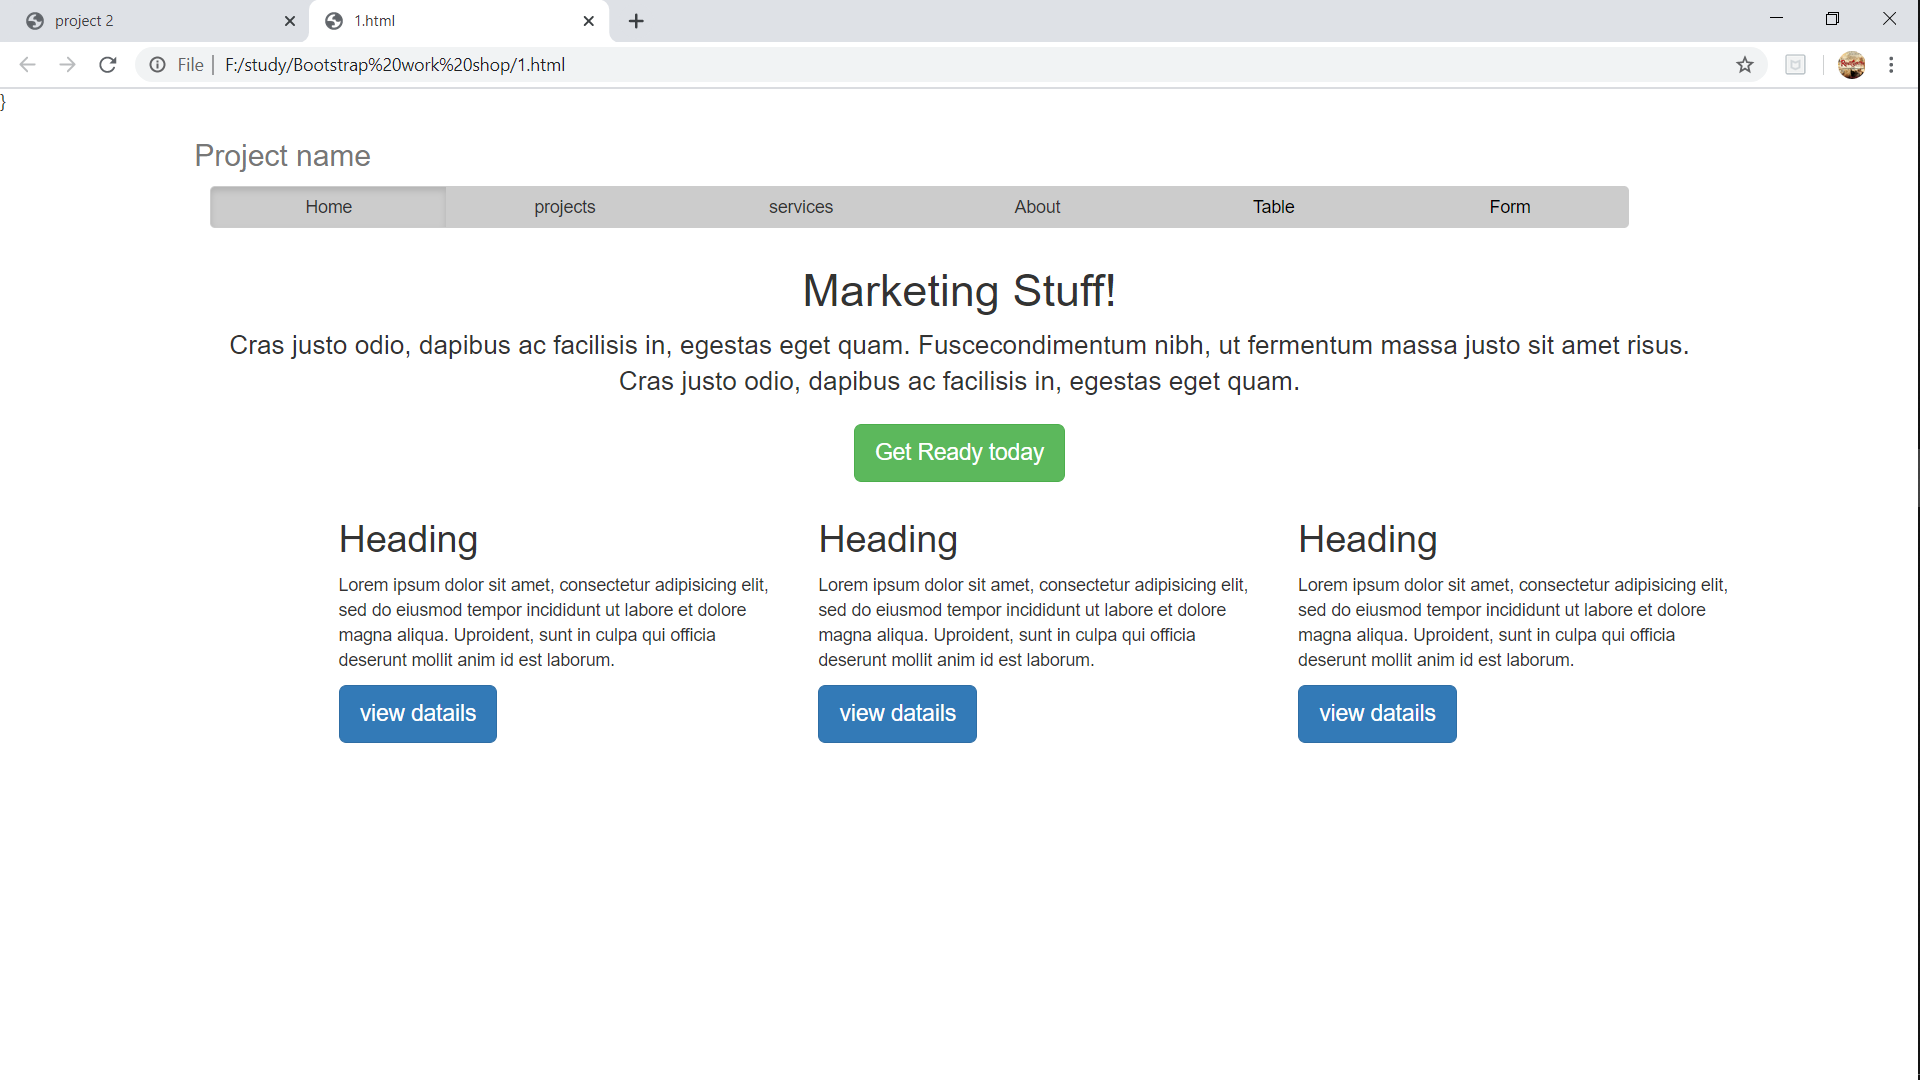 project 2
1.html
File
F:/study/Bootstrap%20work%20shop/1.html
}
Project name
Home projects services About Table Form
Marketing Stuff!
Cras justo odio, dapibus ac facilisis in, egestas eget quam. Fuscecondimentum nibh, ut fermentum massa justo sit amet risus.
Cras justo odio, dapibus ac facilisis in, egestas eget quam.
Get Ready today
Heading
Lorem ipsum dolor sit amet, consectetur adipisicing elit,
sed do eiusmod tempor incididunt ut labore et dolore
magna aliqua. Uproident, sunt in culpa qui officia
deserunt mollit anim id est laborum.
view datails
Heading
Lorem ipsum dolor sit amet, consectetur adipisicing elit,
sed do eiusmod tempor incididunt ut labore et dolore
magna aliqua. Uproident, sunt in culpa qui officia
deserunt mollit anim id est laborum.
view datails
Heading
Lorem ipsum dolor sit amet, consectetur adipisicing elit,
sed do eiusmod tempor incididunt ut labore et dolore
magna aliqua. Uproident, sunt in culpa qui officia
deserunt mollit anim id est laborum.
view datails